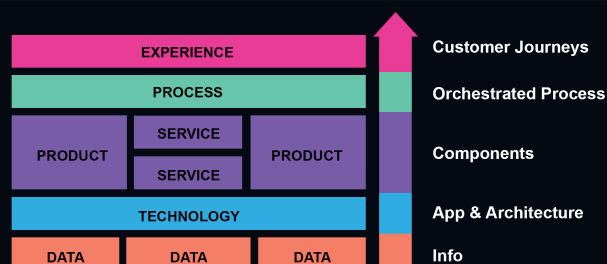 EXPERIENCE
Customer Journeys
PROCESS
Orchestrated Process
PRODUCT
SERVICE
SERVICE
PRODUCT
Components
TECHNOLOGY
App & Architecture
DATA
DATA
DATA
Info